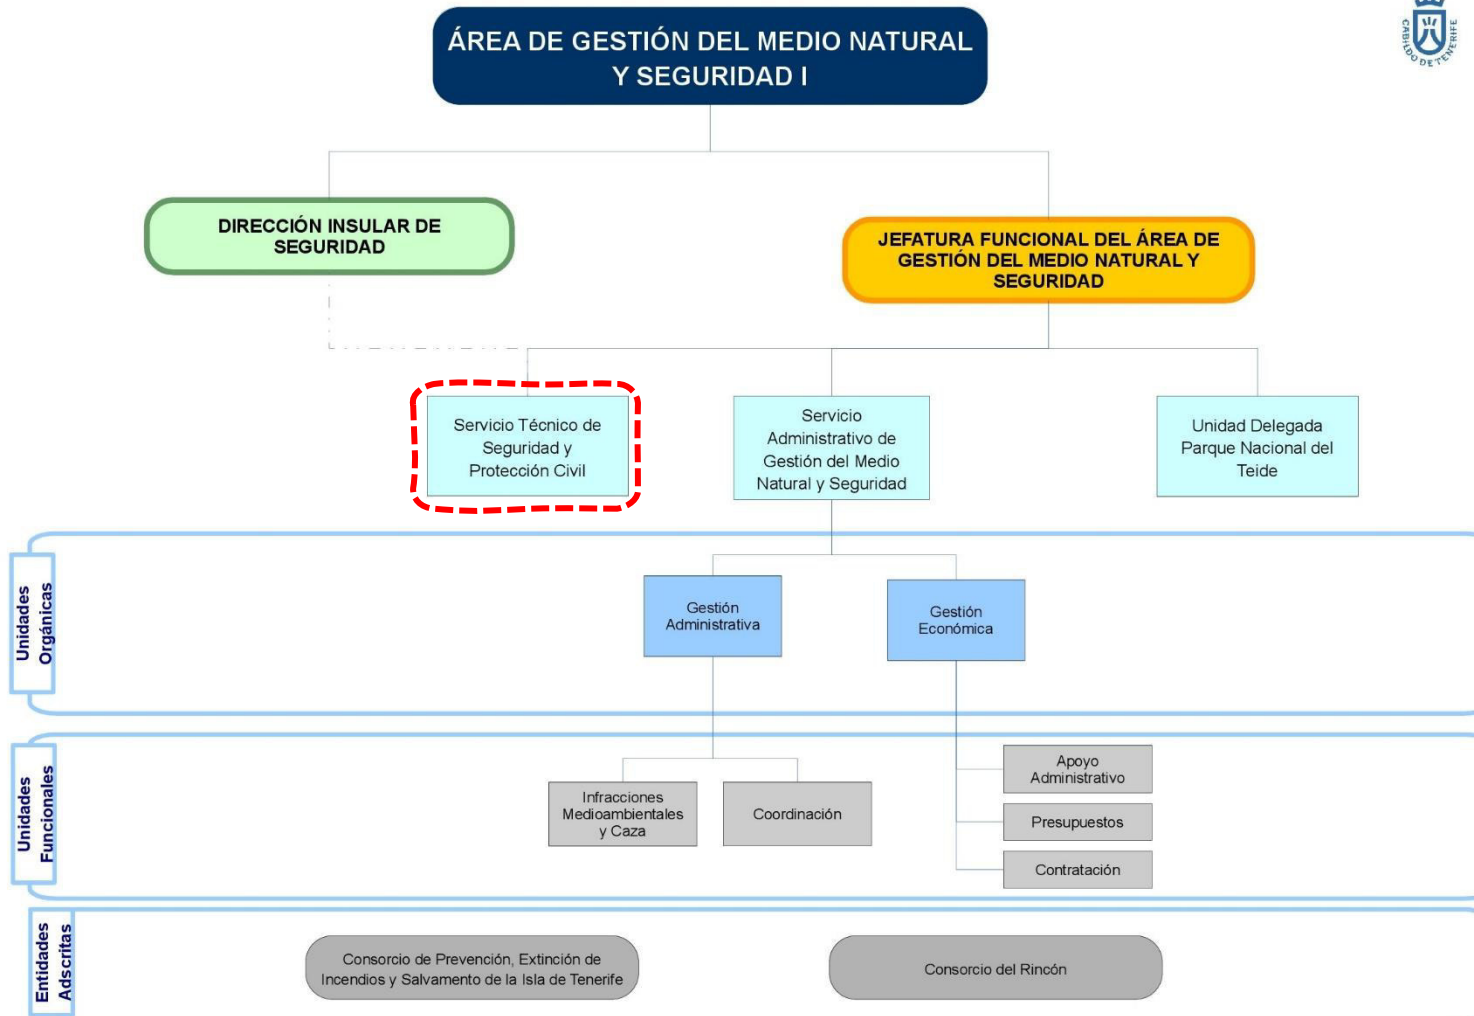 ÁREA DE GESTIÓN DEL MEDIO NATURAL
Y SEGURIDAD I
CABILDO DE TENERIFE
DIRECCIÓN INSULAR DE
SEGURIDAD
JEFATURA FUNCIONAL DEL ÁREA DE
GESTIÓN DEL MEDIO NATURAL Y
SEGURIDAD
Servicio Técnico de
Seguridad y
Protección Civil
Servicio
Administrativo de
Gestión del Medio
Natural y Seguridad
Unidad Delegada
Parque Nacional del
Teide
Unidades
Orgánicas
Gestión
Administrativa
Gestión
Económica
Unidades
Funcionales
Infracciones
Medioambientales
y Caza
Coordinación
Apoyo
Administrativo
Presupuestos
Contratación
Entidades
Adscritas
Consorcio de Prevención, Extinción de
Incendios y Salvamento de la Isla de Tenerife
Consorcio del Rincón